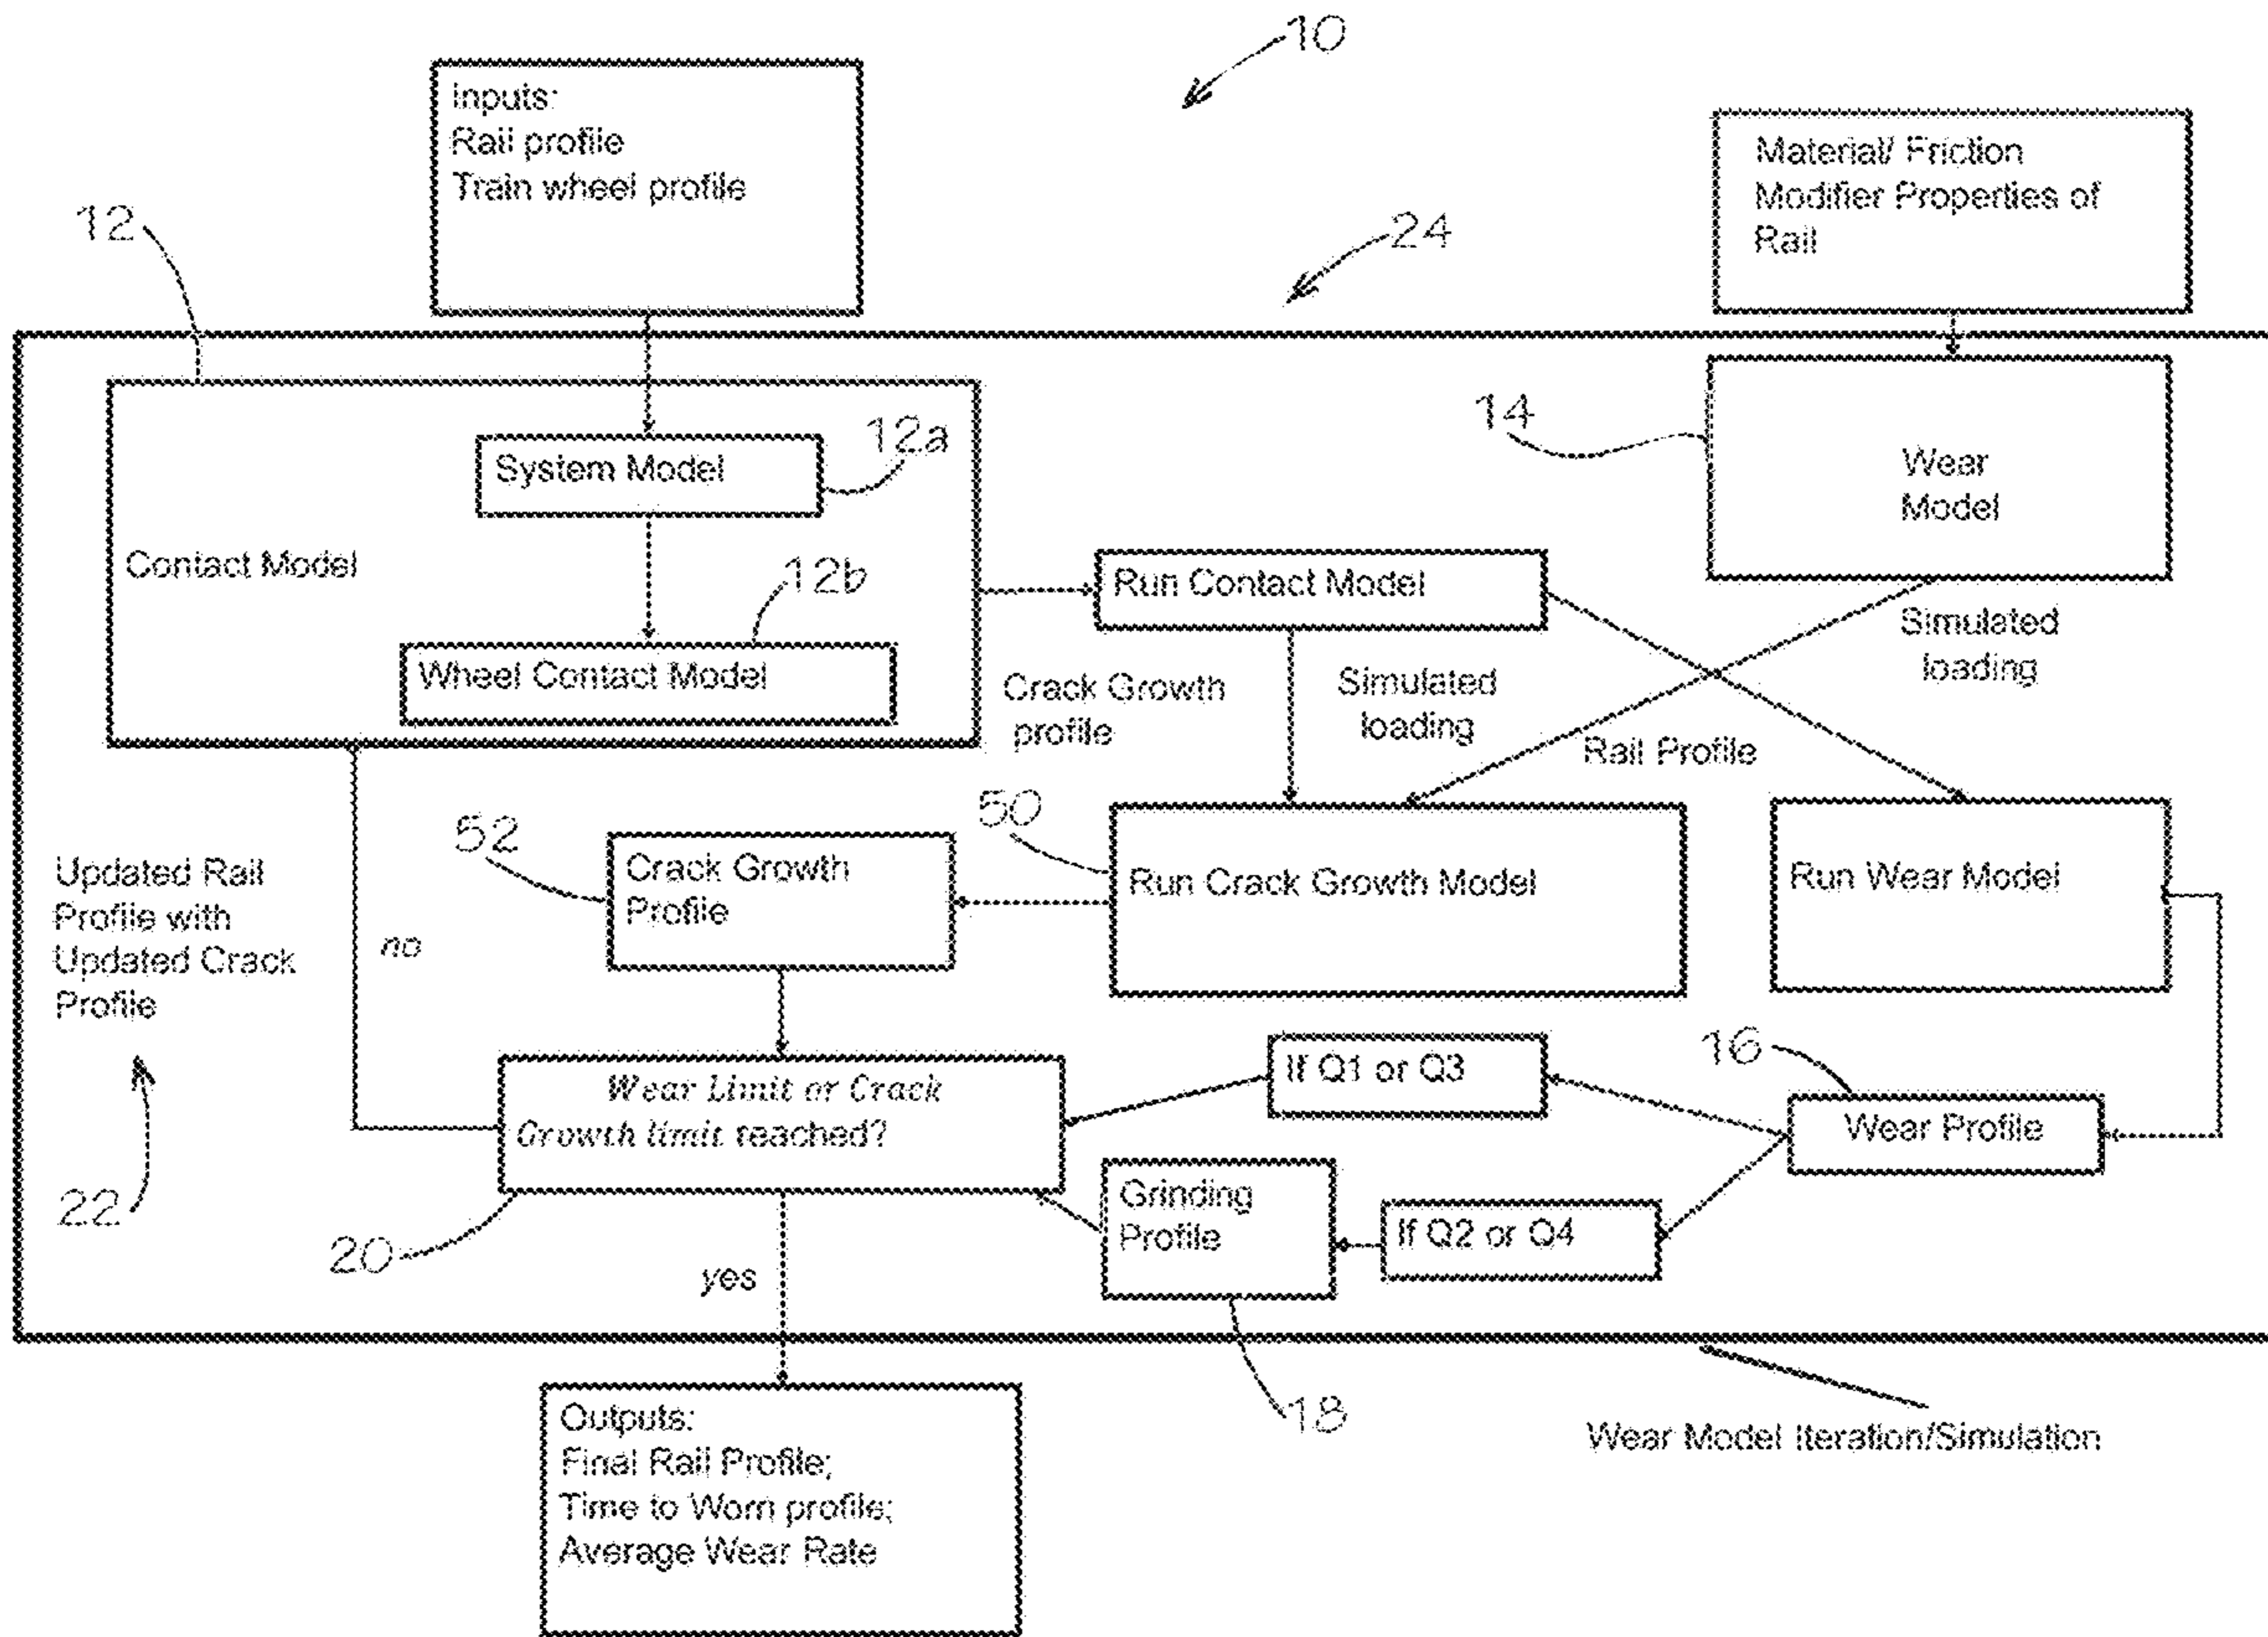 10
Inputs:
Rail profile
Train wheel profile
Material/ Friction
Modifier Properties of
Rail
12
24
System Model
12a
14
Wear
Model
Contact Model
12b
Run Contact Model
Wheel Contact Model
Crack Growth
profile
Simulated
loading
Simulated
loading
Rail Profile
52
50
Updated Rail
Profile with
Updated Crack
Profile
no
Crack Growth
Profile
Run Crack Growth Model
Run Wear Model
22
Wear Limit or Crack
Growth limit reached?
If Q1 or Q3
16
Wear Profile
20
yes
Grinding
Profile
If Q2 or Q4
18
Outputs:
Final Rail Profile;
Time to Worn profile;
Average Wear Rate
Wear Model Iteration/Simulation